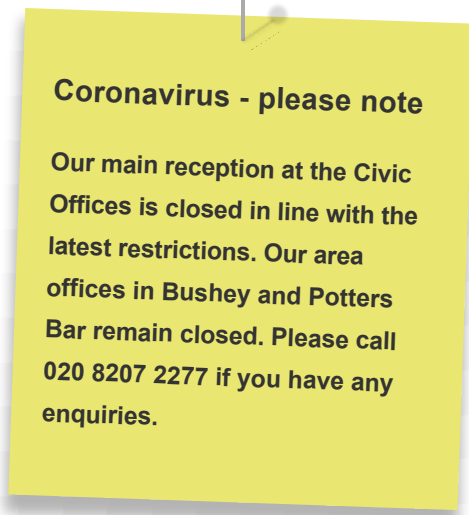 Coronavirus - please note
Our main reception at the Civic
Offices is closed in line with the
latest restrictions. Our area
offices in Bushey and Potters
Bar remain closed. Please call
020 8207 2277 if you have any
enquiries.